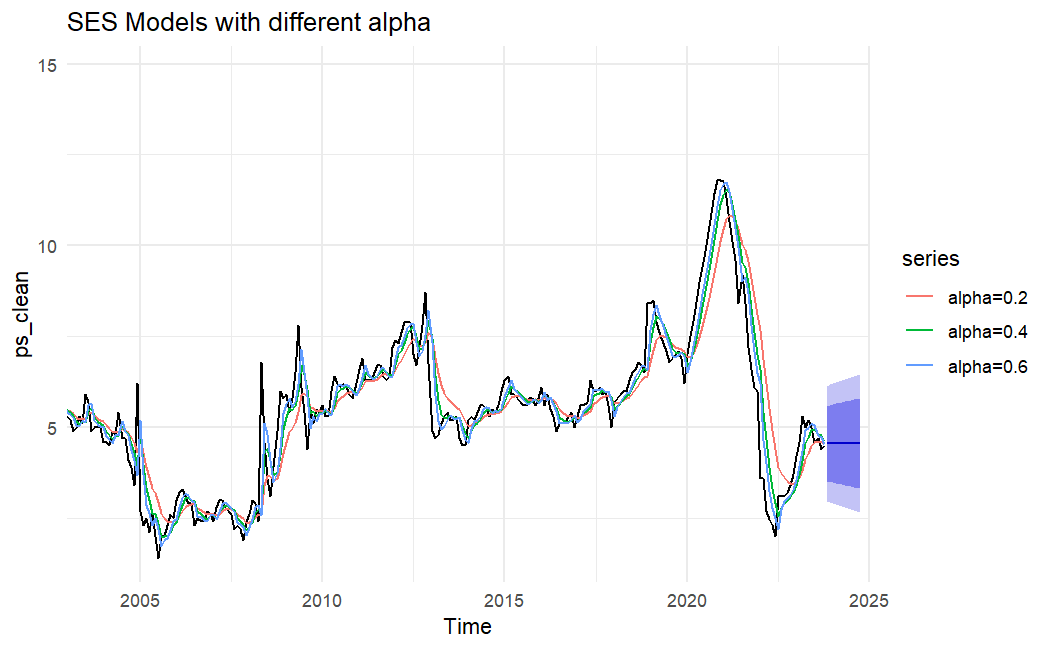 SES Models with different alpha
15
10
5
ps_clean
2005 2010 2015 2020 2025
Time
series
alpha=0.2
alpha=0.4
alpha=0.6